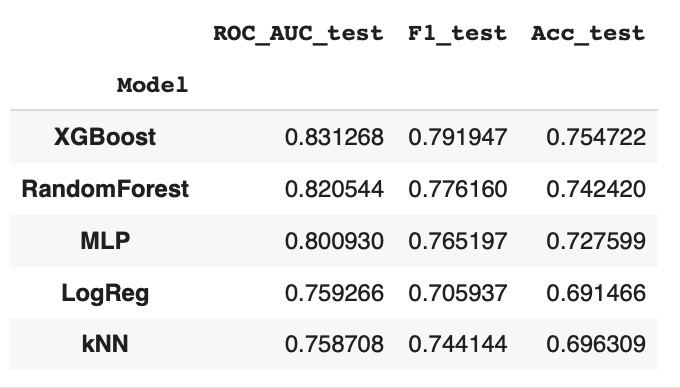 ROC_AUC_test F1_test Acc_test
Model
XGBoost 0.831268 0.791947 0.754722
RandomForest 0.820544 0.776160 0.742420
MLP 0.800930 0.765197 0.727599
LogReg 0.759266 0.705937 0.691466
kNN 0.758708 0.744144 0.696309